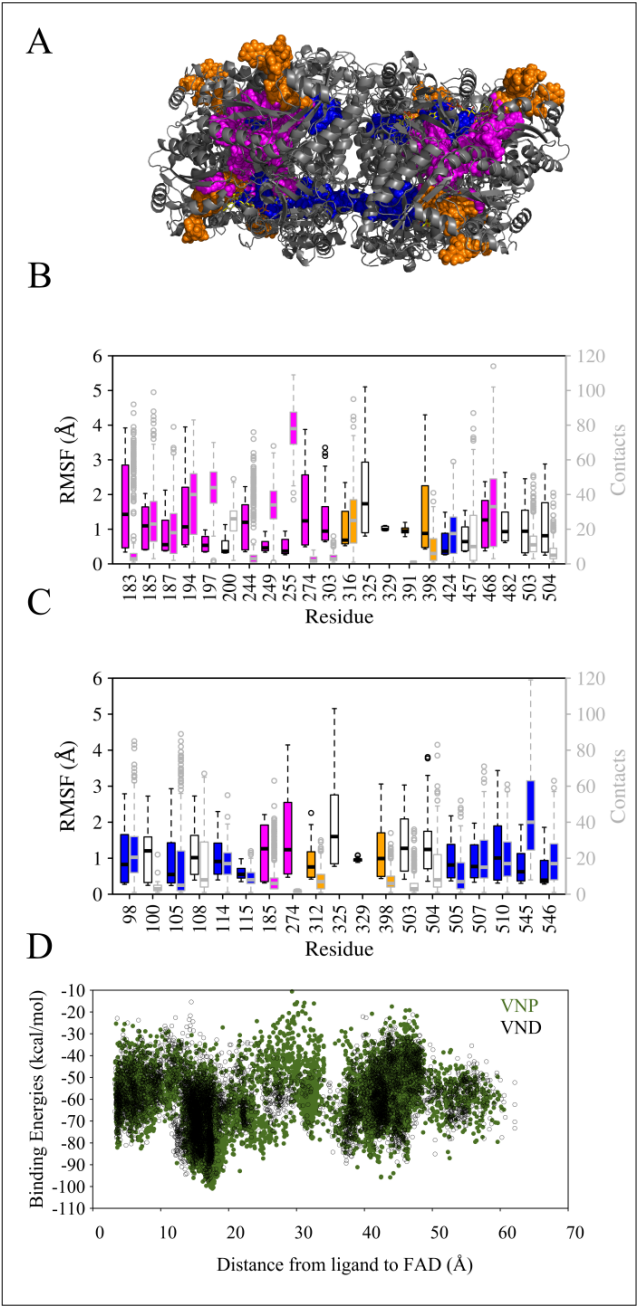 A
B
6
5
4
3
2
1
0
RMSF (Å)
120
100
80
60
40
20
0
Contacts
183 185 187 194 197 200 244 249 255 274 303 316 325 329 391 398 424 457 468 482 503 504
Residue
C
6
5
4
3
2
1
0
RMSF (Å)
120
100
80
60
40
20
0
Contacts
98 100 105 108 114 115 185 274 312 325 329 398 503 504 505 507 510 545 546
Residue
D
-10
-20
-30
-40
-50
-60
-70
-80
-90
-100
-110
Binding Energies (kcal/mol)
VNP
VND
0 10 20 30 40 50 60 70
Distance from ligand to FAD (Å)